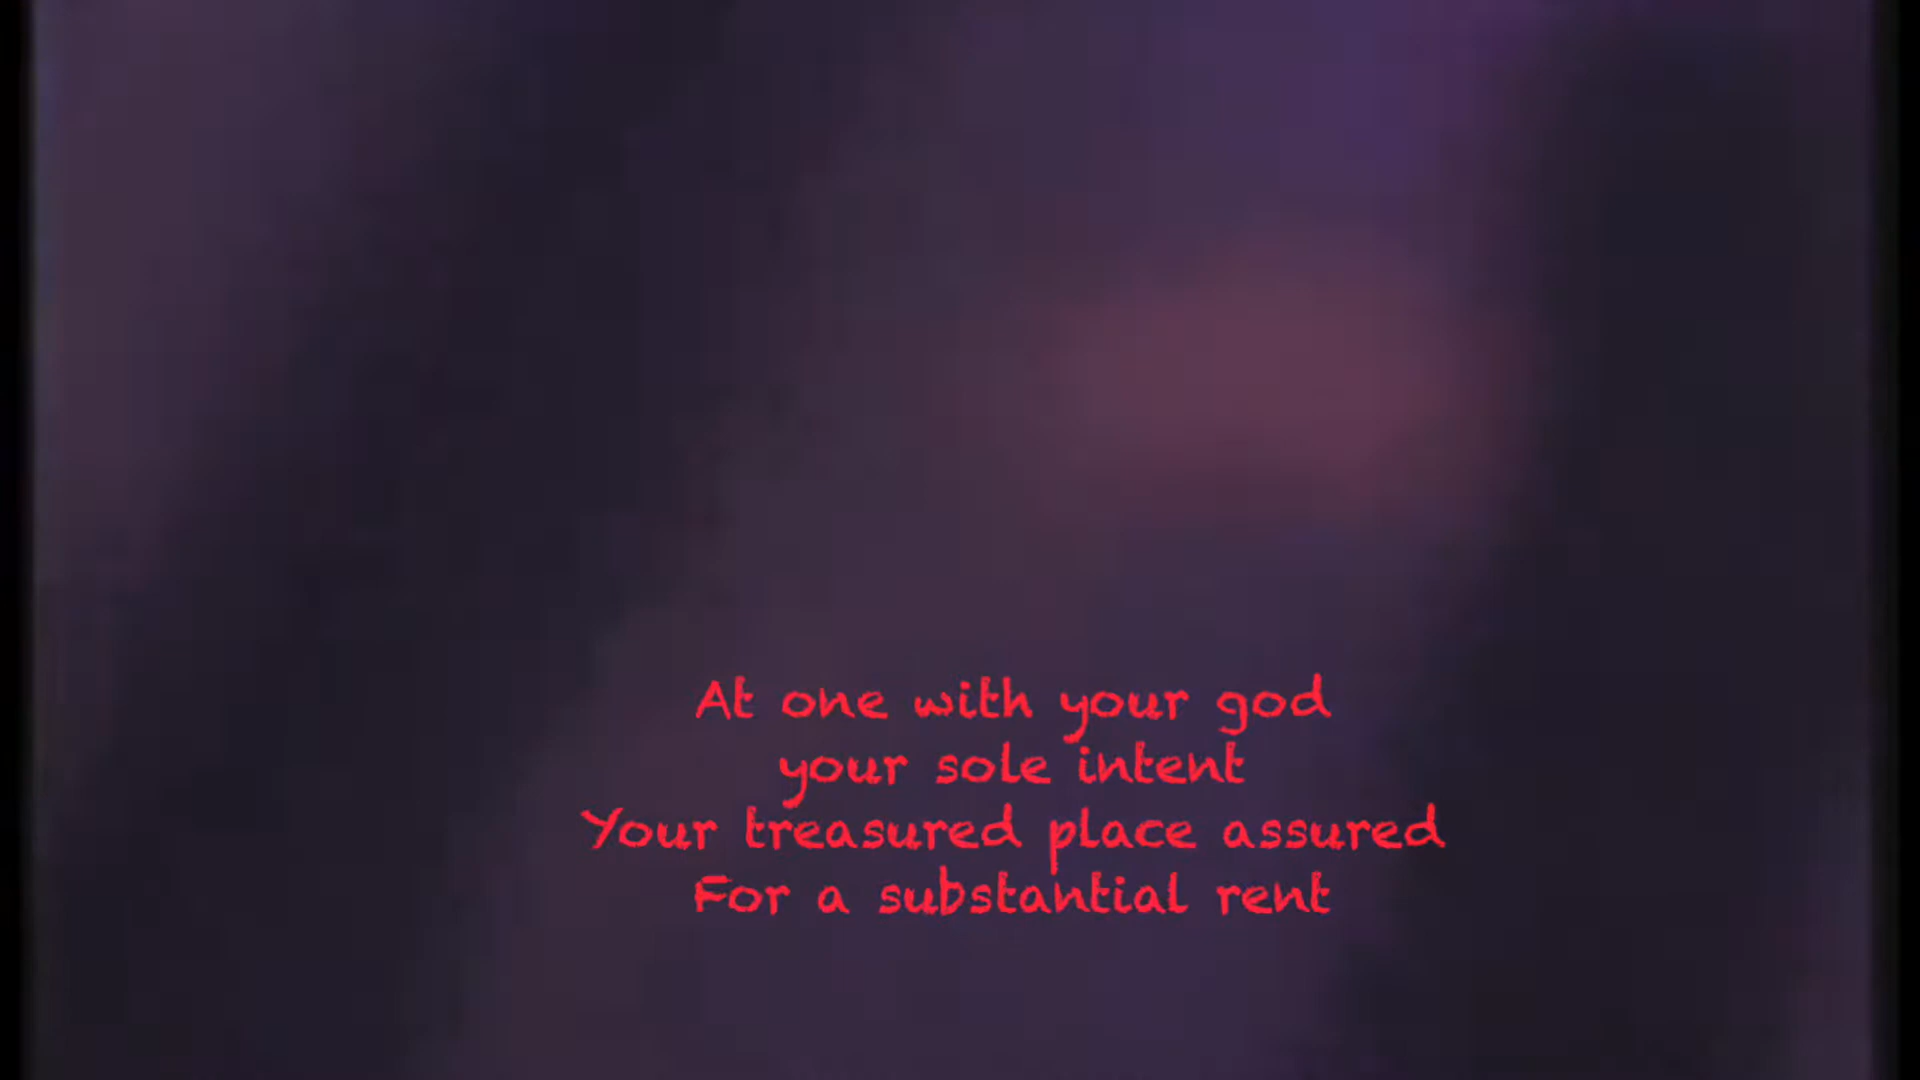 At one with your god
your sole intent
Your treasured place assured
For a substantial rent